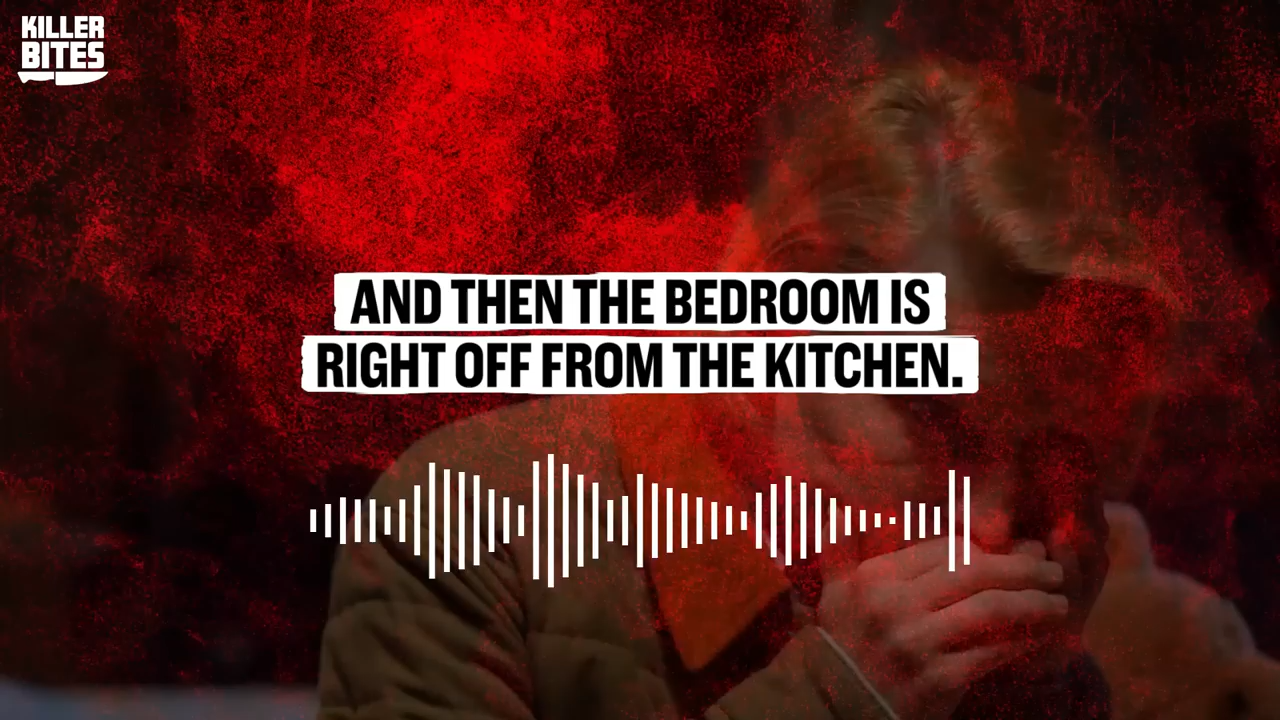 KILLER
BITES
AND THEN THE BEDROOM IS
RIGHT OFF FROM THE KITCHEN.